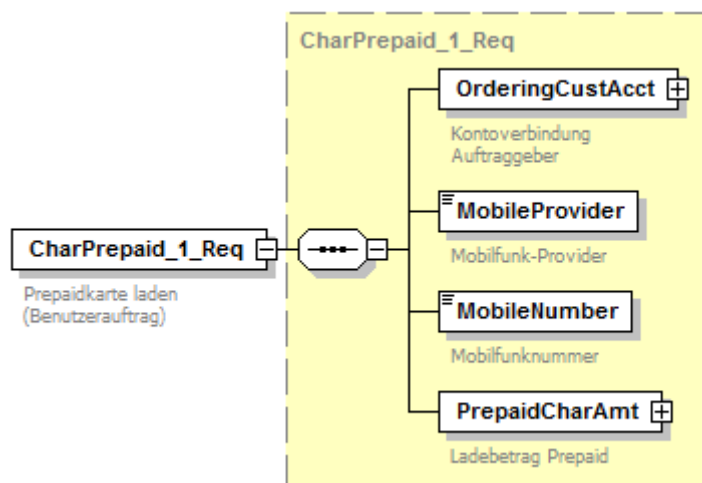 CharPrepaid_1_Req
OrderingCustAcct
Kontoverbindung
Auftraggeber
MobileProvider
Mobilfunk-Provider
CharPrepaid_1_Req
Prepaidkarte laden
(Benutzerauftrag)
MobileNumber
Mobilfunknummer
PrepaidCharAmt
Ladebetrag Prepaid